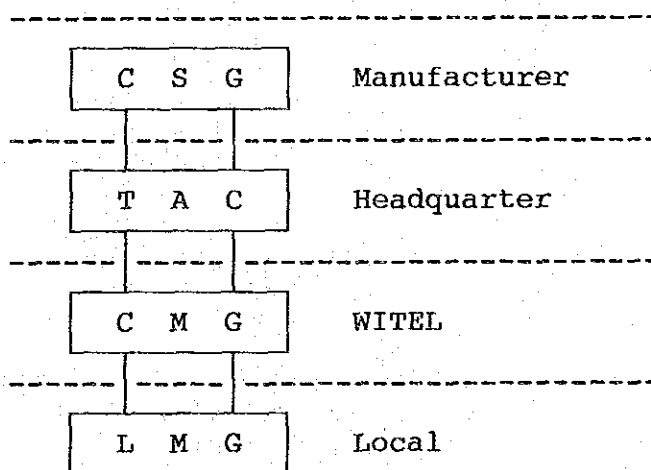 C S G Manufacturer
T A C Headquarter
C M G WITEL
L M G Local